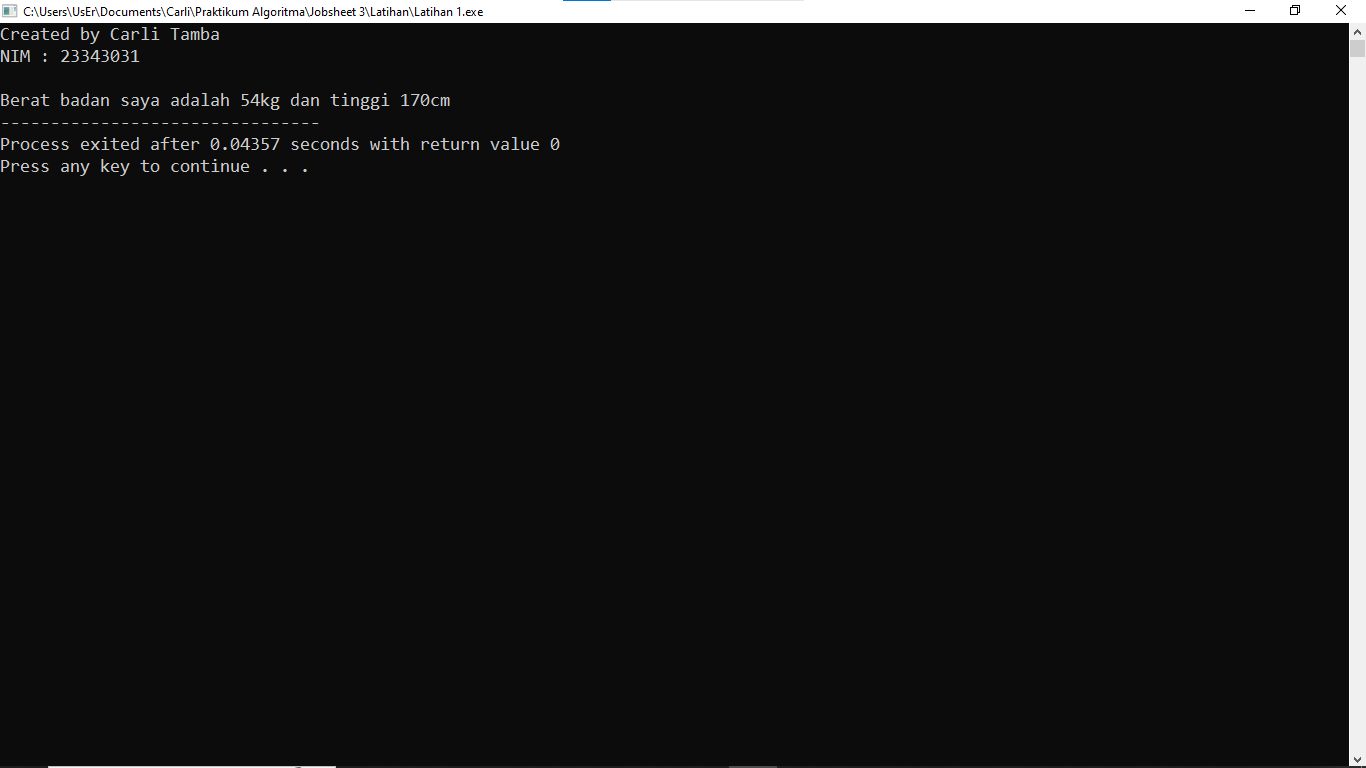 C:\Users\UsEr\Documents\Carli\Praktikum Algoritma\Jobsheet 3\Latihan\Latihan 1.exe
Created by Carli Tamba
NIM : 23343031
Berat badan saya adalah 54kg dan tinggi 170cm
--------------------------------
Process exited after 0.04357 seconds with return value 0
Press any key to continue . . .